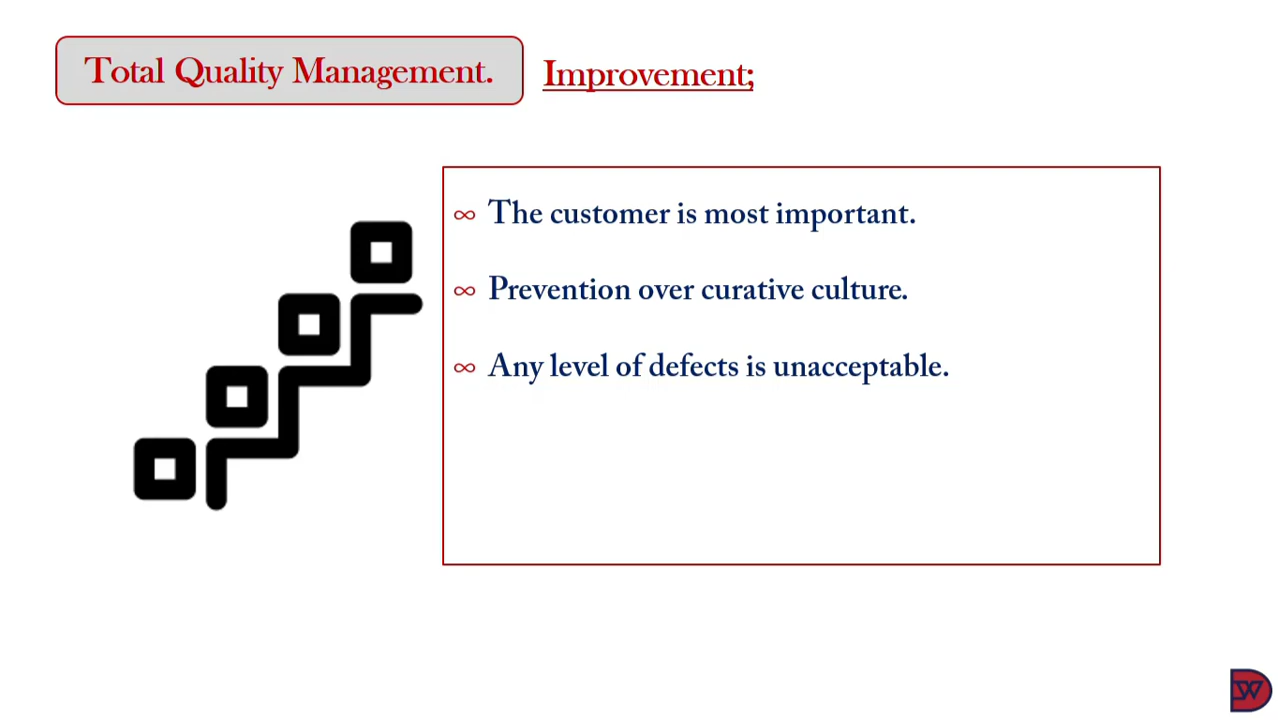 Total Quality Management.
Improvement;
∞ The customer is most important.
∞ Prevention over curative culture.
∞ Any level of defects is unacceptable.
DW